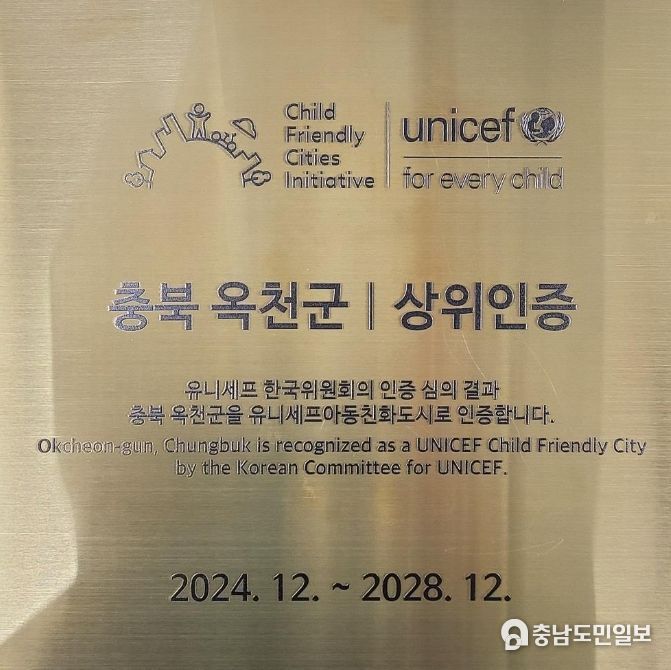 Child
Friendly
Cities
Initiative
unicef
for every child
충북 옥천군 | 상위인증
유니세프 한국위원회의 인증 심의 결과
충북 옥천군을 유니세프아동친화도시로 인증합니다.
Okcheon-gun, Chungbuk is recognized as a UNICEF Child Friendly City
by the Korean Committee for UNICEF.
2024. 12. ~ 2028. 12.
충남도민일보